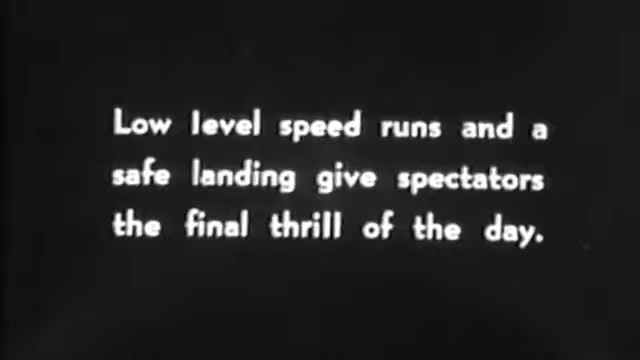 Low level speed runs and a
safe landing give spectators
the final thrill of the day.